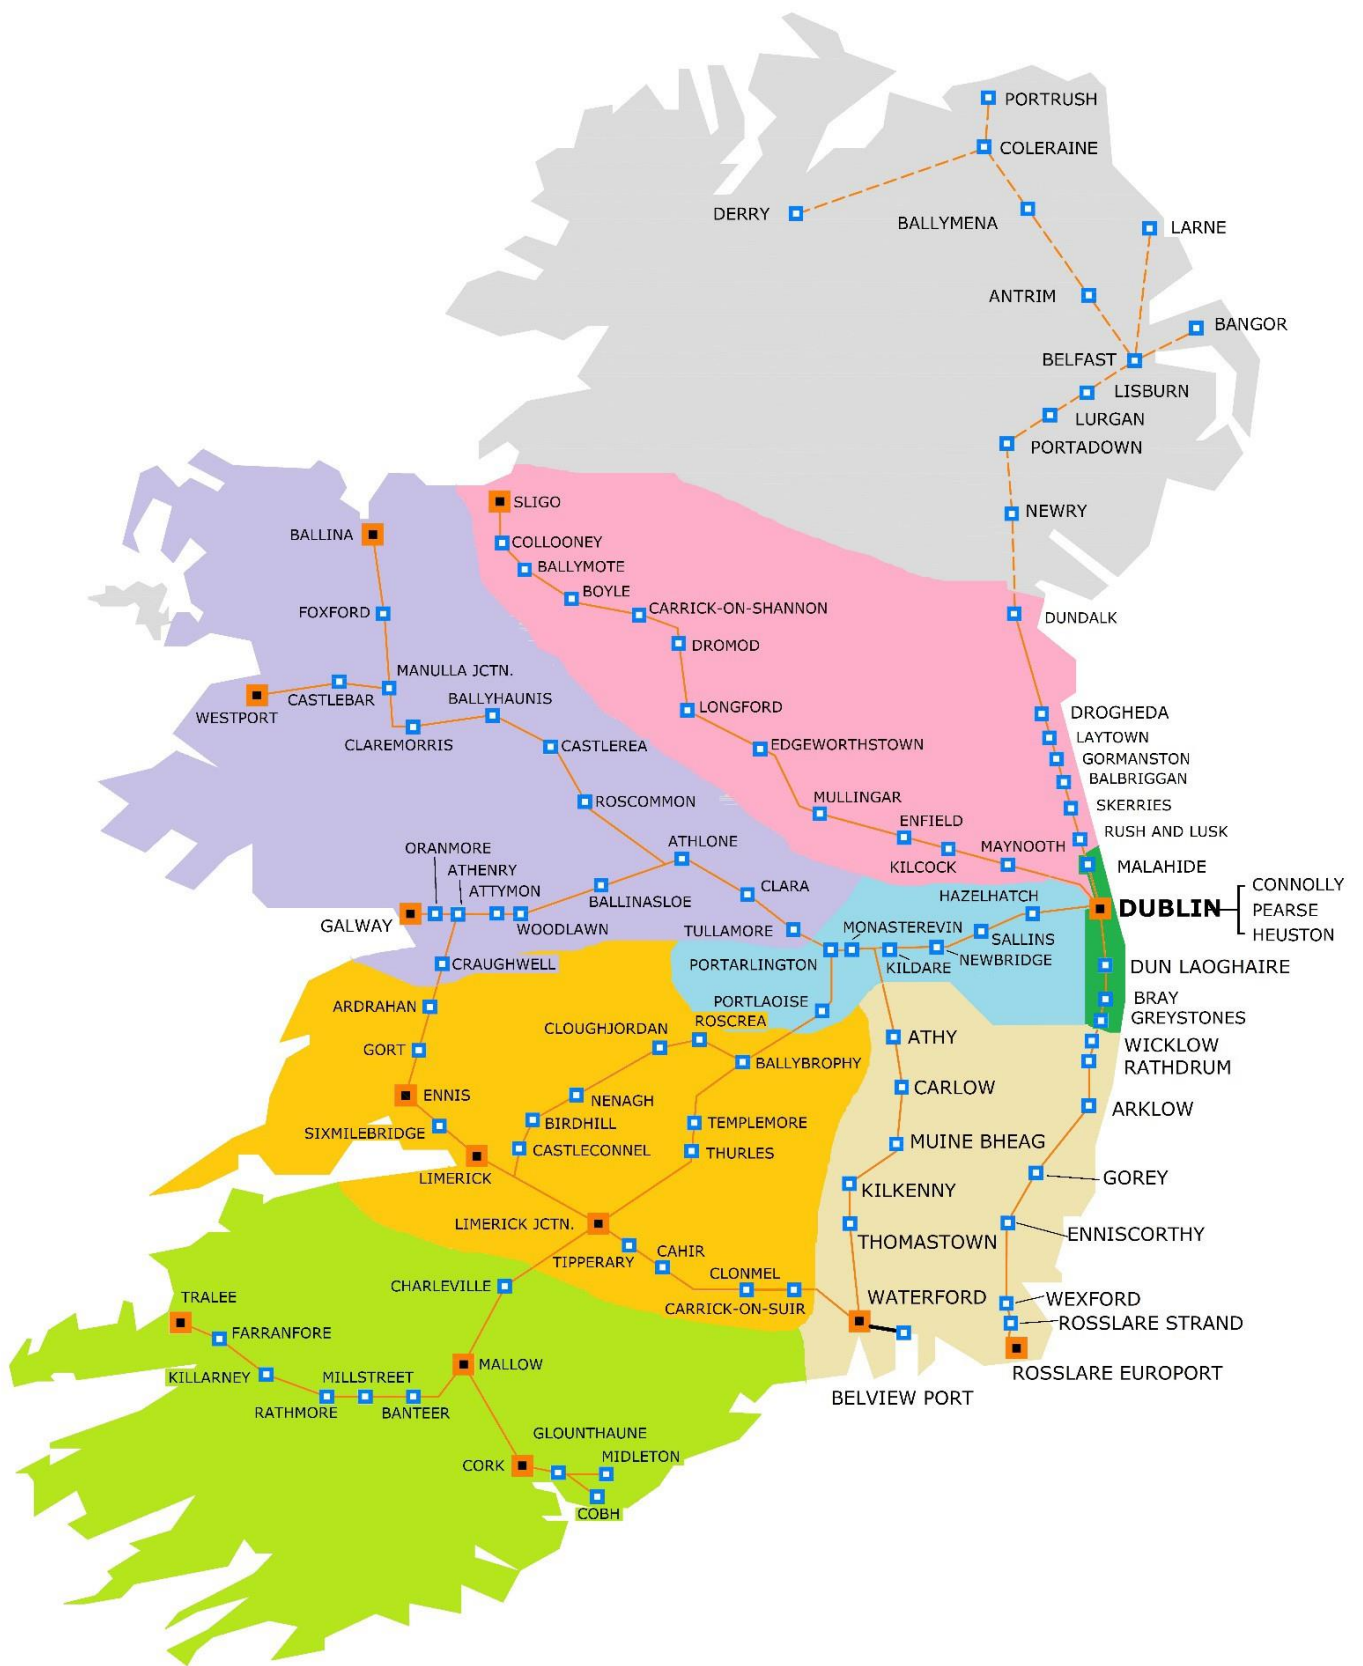 PORTRUSH
COLERAINE
DERRY
BALLYMENA
LARNE
ANTRIM
BANGOR
BELFAST
LISBURN
LURGAN
PORTADOWN
NEWRY
SLIGO
BALLINA
COLLOONEY
BALLYMOTE
BOYLE
CARRICK-ON-SHANNON
FOXFORD
DUNDALK
DROMOD
MANULLA JCTN.
CASTLEBAR
BALLYHAUNIS
WESTPORT
LONGFORD
DROGHEDA
CLAREMORRIS
CASTLEREA
EDGEWORTHSTOWN
LAYTOWN
GORMANSTON
BALBRIGGAN
ROSCOMMON
MULLINGAR
SKERRIES
ENFIELD
RUSH AND LUSK
ORANMORE
ATHLONE
MAYNOOTH
KILCOCK
MALAHIDE
ATHENRY
ATTYMON
CLARA
BALLINASLOE
HAZELHATCH
CONNOLLY
DUBLIN
PEARSE
HEUSTON
GALWAY
WOODLAWN
TULLAMORE
MONASTEREVIN
SALLINS
NEWBRIDGE
KILDARE
PORTARLINGTON
CRAUGHWELL
DUN LAOGHAIRE
ARDRAHAN
PORTLAOISE
BRAY
GREYSTONES
ROSCREA
CLOUGHJORDAN
GORT
ATHY
WICKLOW
RATHDRUM
BALLYBROPHY
CARLOW
ENNIS
NENAGH
ARKLOW
BIRDHILL
TEMPLEMORE
SIXMILEBRIDGE
CASTLECONNEL
THURLES
MUINE BHEAG
LIMERICK
GOREY
KILKENNY
LIMERICK JCTN.
THOMASTOWN
ENNISCORTHY
TIPPERARY
CAHIR
CLONMEL
CHARLEVILLE
CARRICK-ON-SUIR
WATERFORD
WEXFORD
TRALEE
ROSSLARE STRAND
FARRANFORE
MALLOW
ROSSLARE EUROPORT
KILLARNEY
MILLSTREET
BELVIEW PORT
RATHMORE
BANTEER
GLOUNTHAUNE
MIDLETON
CORK
COBH